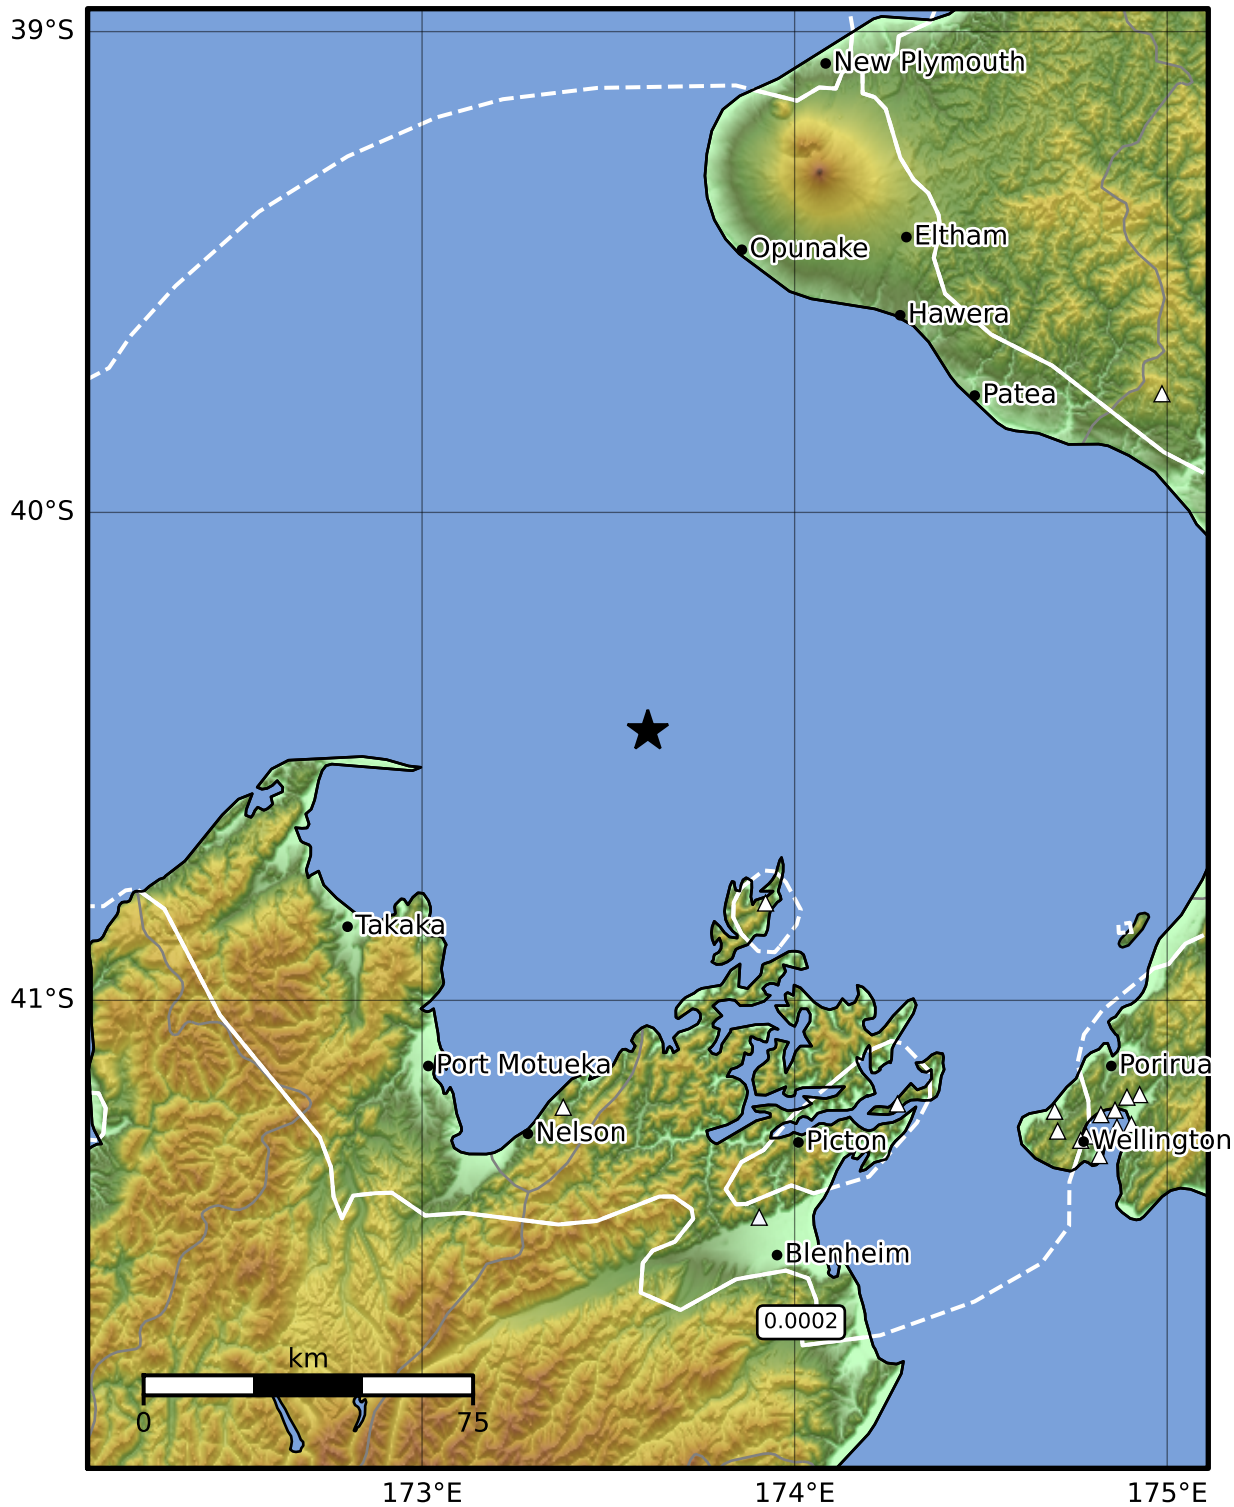 39°S
New Plymouth
Eltham
Opunake
Hawera
Patea
40°S
Takaka
41°S
Port Motueka
Porirua
Nelson
Picton
Wellington
Blenheim
0.0002
km
0 75
173°E 174°E 175°E